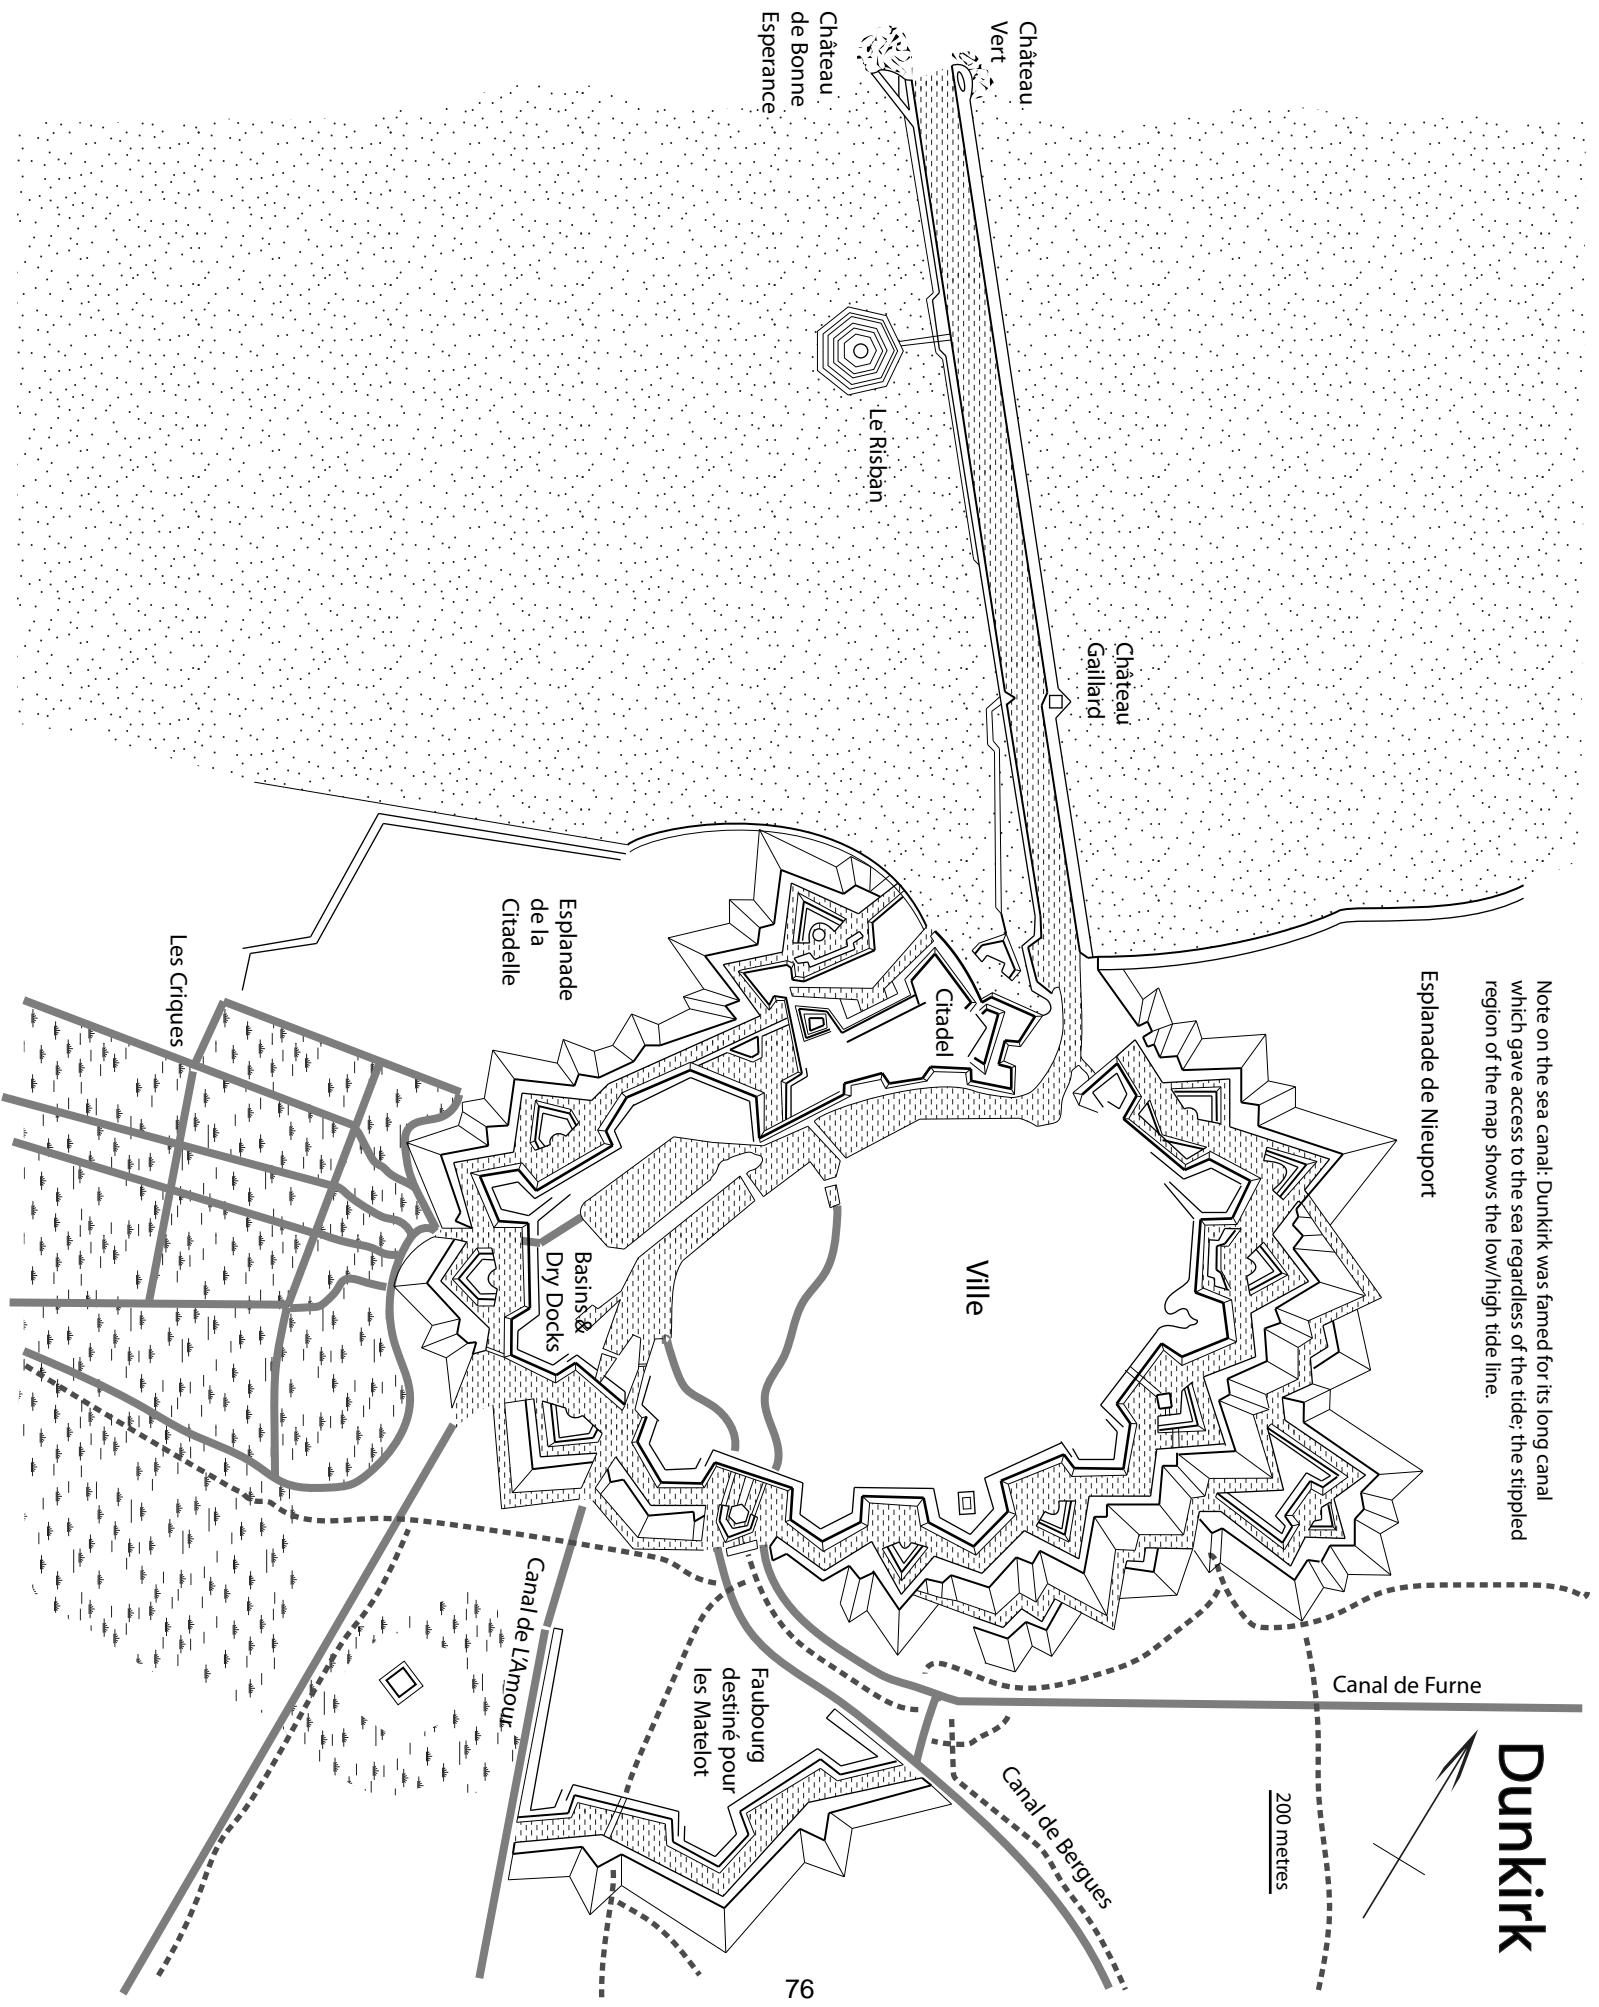 Dunkirk
200 metres
Note on the sea canal: Dunkirk was famed for its long canal
which gave access to the sea regardless of the tide; the stippled
region of the map shows the low/high tide line.
Château
Vert
Château
de Bonne
Esperance
Le Risban
Château
Gaillard
Esplanade de Nieuport
Citadel
Esplanade
de la
Citadelle
Les Criques
Ville
Basins &
Dry Docks
Canal de L'Amour
Faubourg
destiné pour
les Matelot
Canal de Furne
Canal de Bergues
76